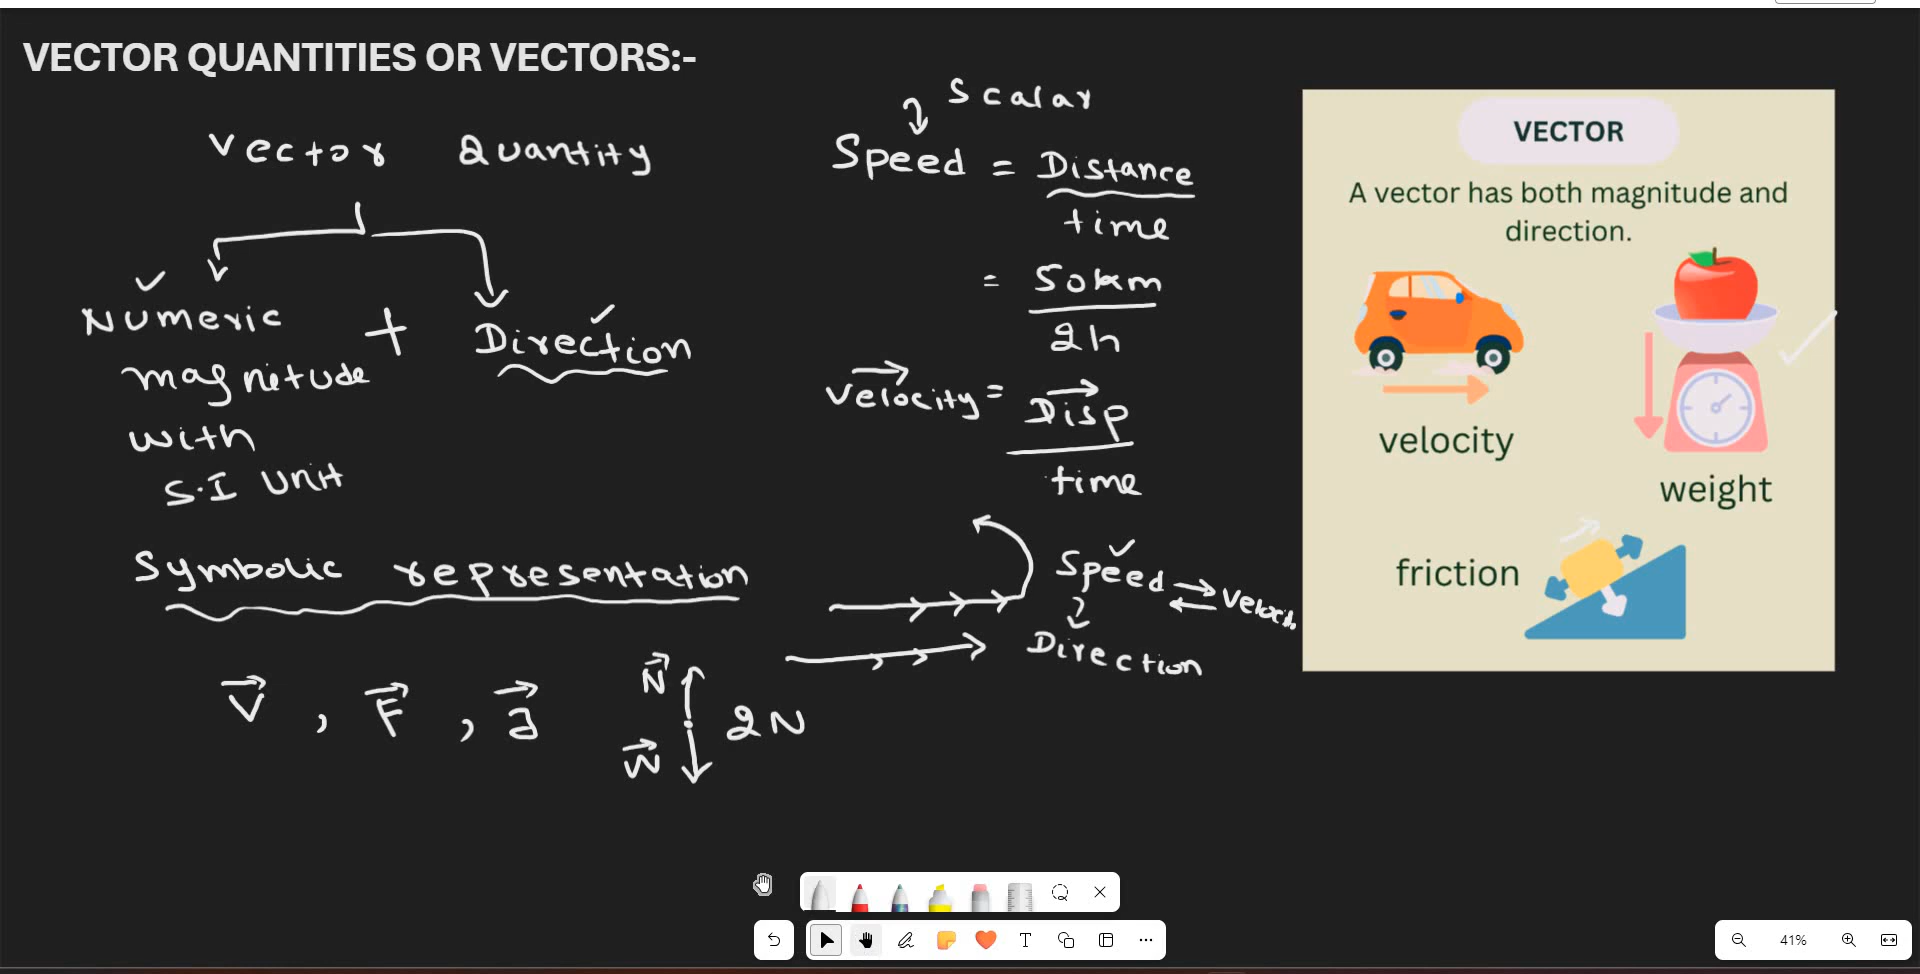 VECTOR QUANTITIES OR VECTORS:-
Vector Quantity
Numeric
magnitude
with
S.I Unit
+
Direction
Symbolic representation
V⃗ , F⃗ , a⃗
N⃗
W⃗
2N
Scalar
Speed = Distance
time
= 50km
2h
Velocity = Disp
time
Speed
Direction
VECTOR
A vector has both magnitude and
direction.
velocity
weight
friction
T
41%